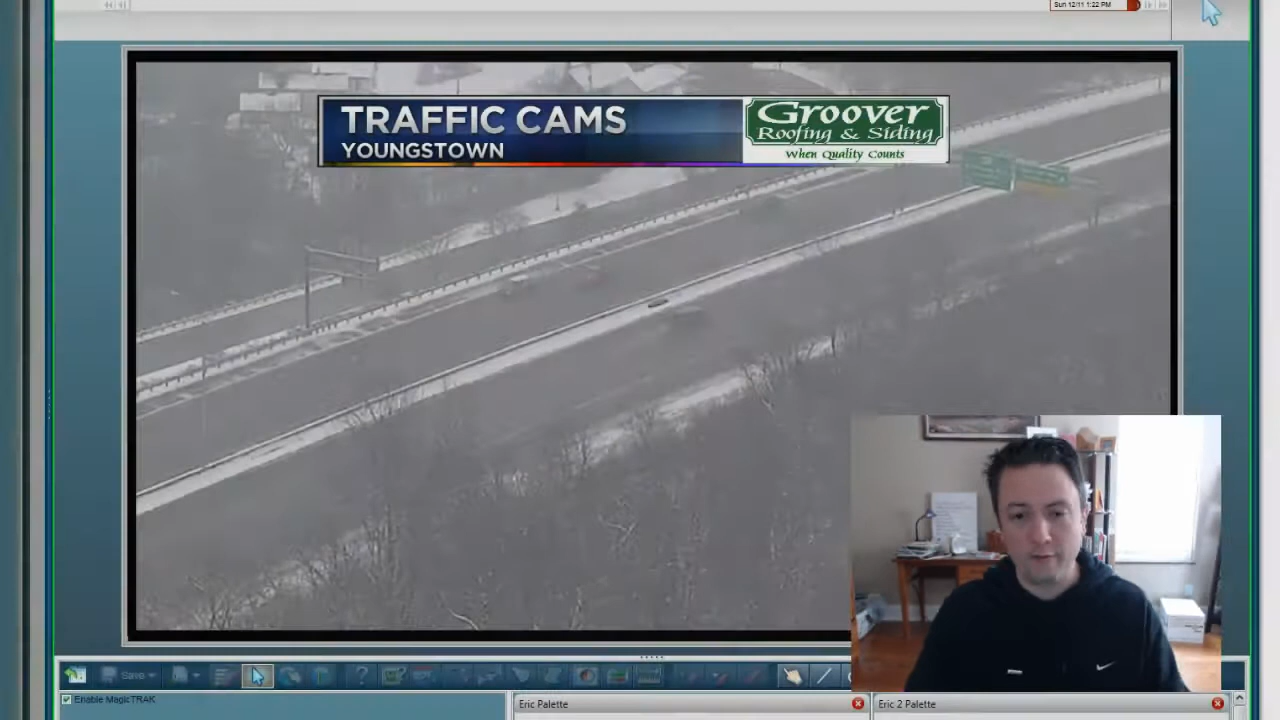 Sun 12/11 1:22 PM
TRAFFIC CAMS
YOUNGSTOWN
Groover
Roofing & Siding
When Quality Counts
Save
Enable MagicTRAK
Eric Palette
Eric 2 Palette